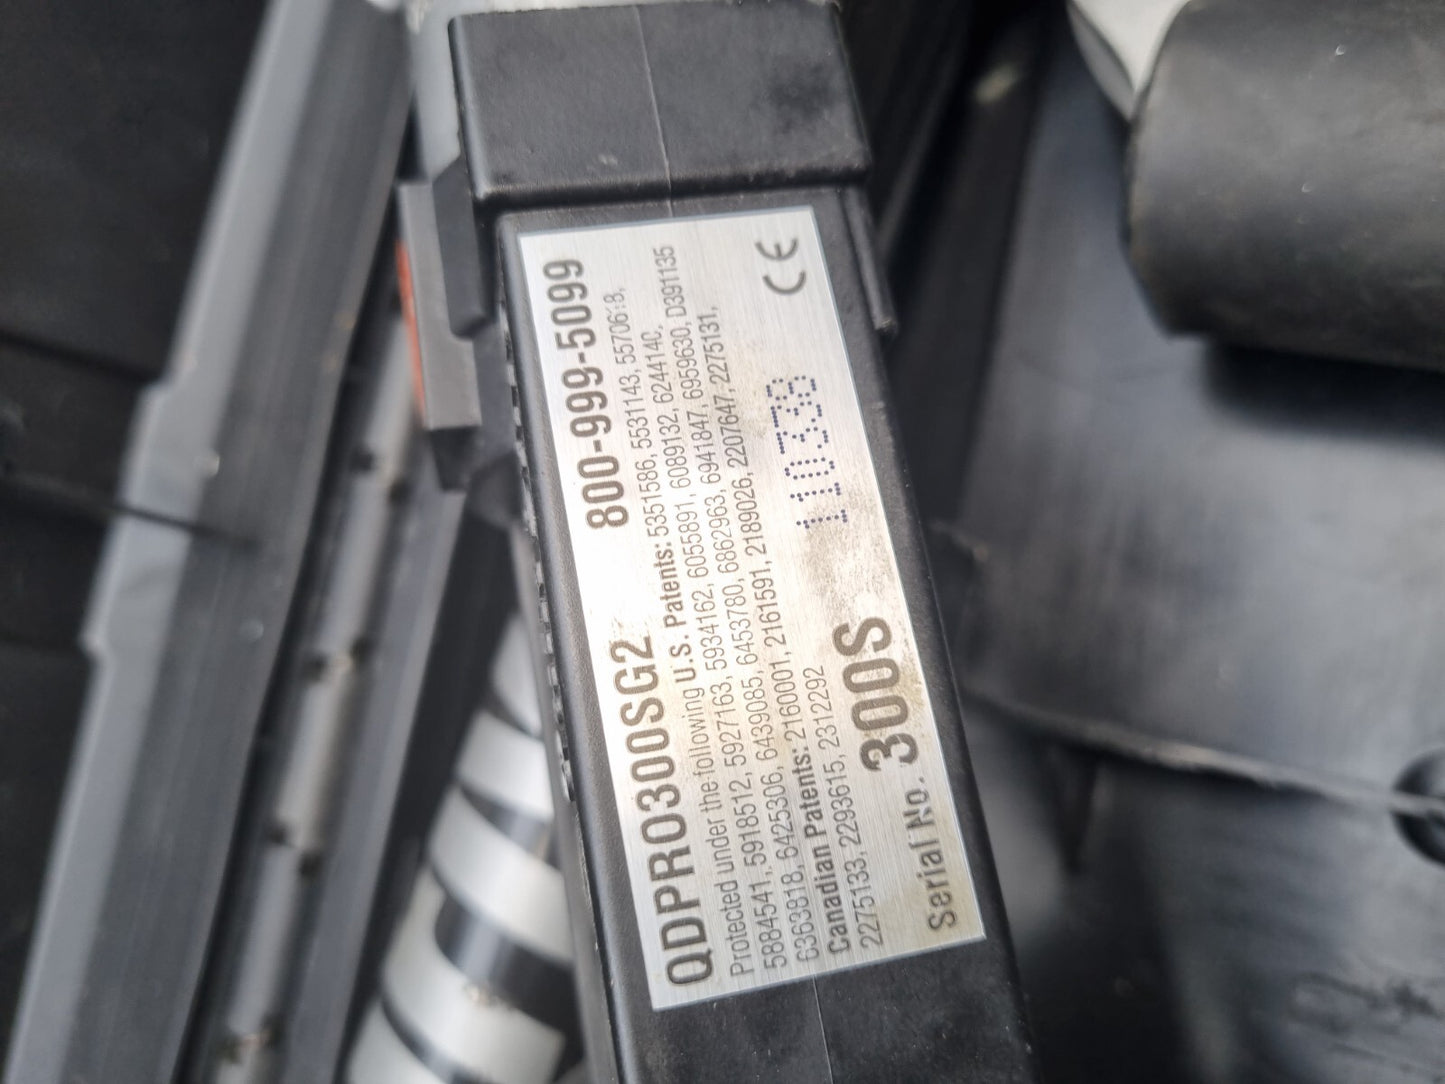 QDPRO300SG2 800-999-5099
Protected under the following U.S. Patents: 5351586, 5531143, 5570618,
5884541, 5918512, 5927163, 5934162, 6055891, 6089132, 6244140,
6363818, 6425306, 6439085, 6453780, 6862963, 6941847, 6959630, D391135
Canadian Patents: 2160001, 2161591, 2189026, 2207647, 2275131,
2275133, 2293615, 2312292
Serial No. 300S 110338
CE